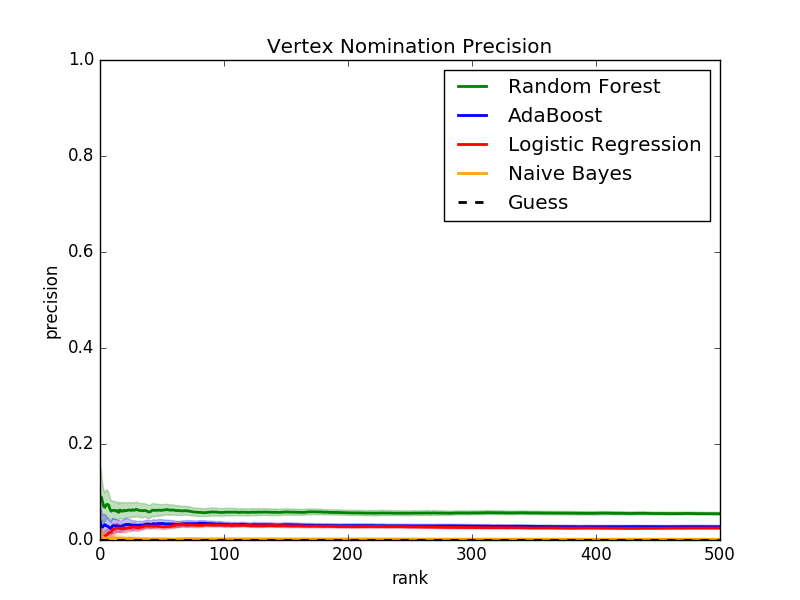 Vertex Nomination Precision
1.0
0.8
0.6
0.4
0.2
0.0
precision
Random Forest
AdaBoost
Logistic Regression
Naive Bayes
Guess
0 100 200 300 400 500
rank